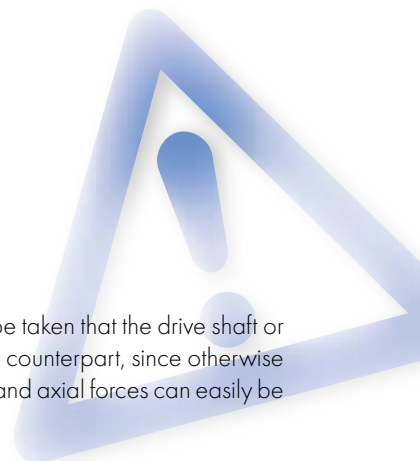 be taken that the drive shaft or
counterpart, since otherwise
and axial forces can easily be